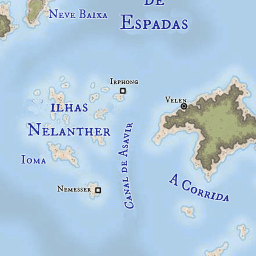 DE
ESPADAS
NEVE BAIXA
IRPHONG
VELEN
ILHAS
NELANTHER
IOMA
CANAL DE ASAVIR
A CORRIDA
NEMESSER